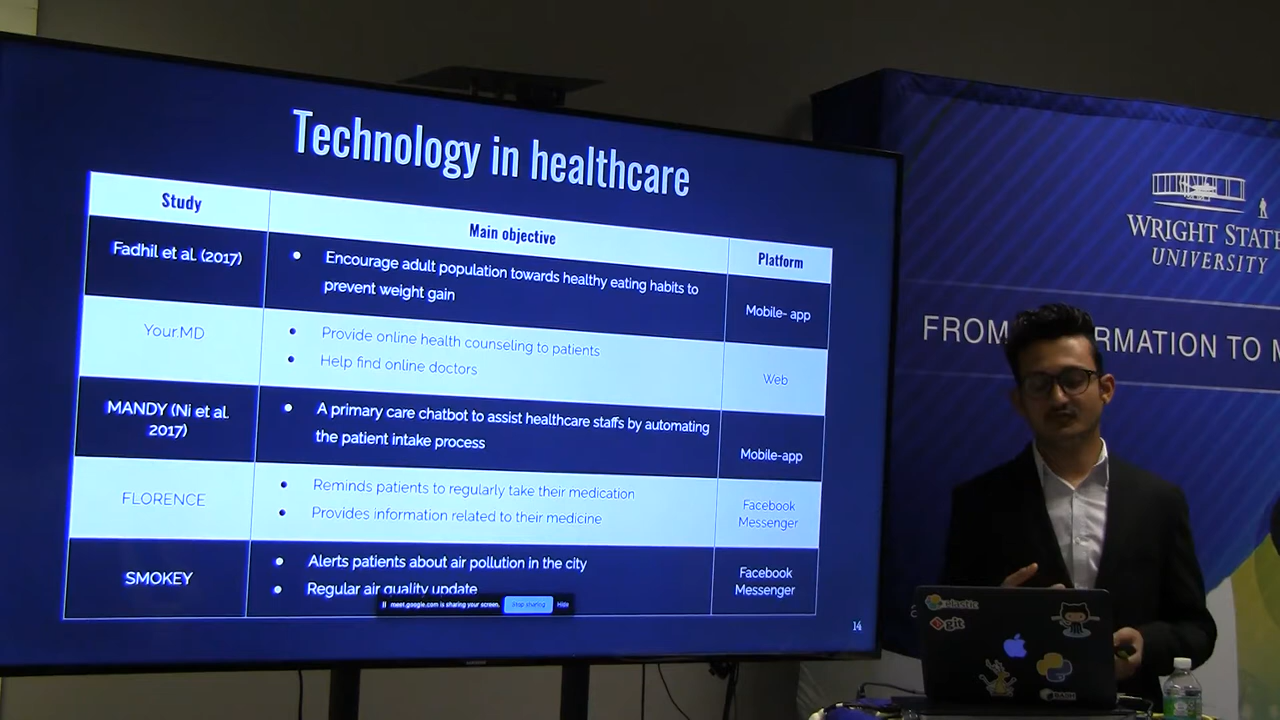 Technology in healthcare
Study
Main objective
Platform
Fadhil et al. (2017)
Encourage adult population towards healthy eating habits to
prevent weight gain
Mobile- app
Your.MD
Provide online health counseling to patients
Help find online doctors
Web
MANDY (Ni et al.
2017)
A primary care chatbot to assist healthcare staffs by automating
the patient intake process
Mobile-app
FLORENCE
Reminds patients to regularly take their medication
Provides information related to their medicine
Facebook
Messenger
SMOKEY
Alerts patients about air pollution in the city
Regular air quality update
Facebook
Messenger
meet.google.com is sharing your screen.
Stop sharing
Hide
14
WRIGHT STATE
UNIVERSITY
FROM
RMATION TO M
elastic
git
BASH